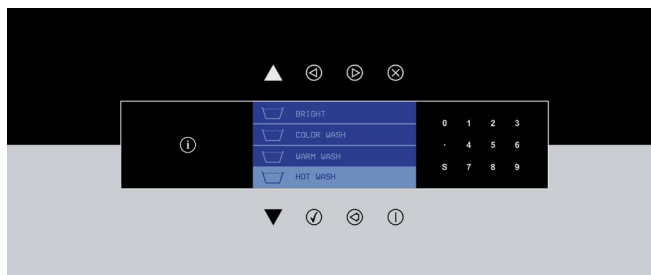 BRIGHT
COLOR WASH
WARM WASH
HOT WASH
i
0 1 2 3
. 4 5 6
S 7 8 9